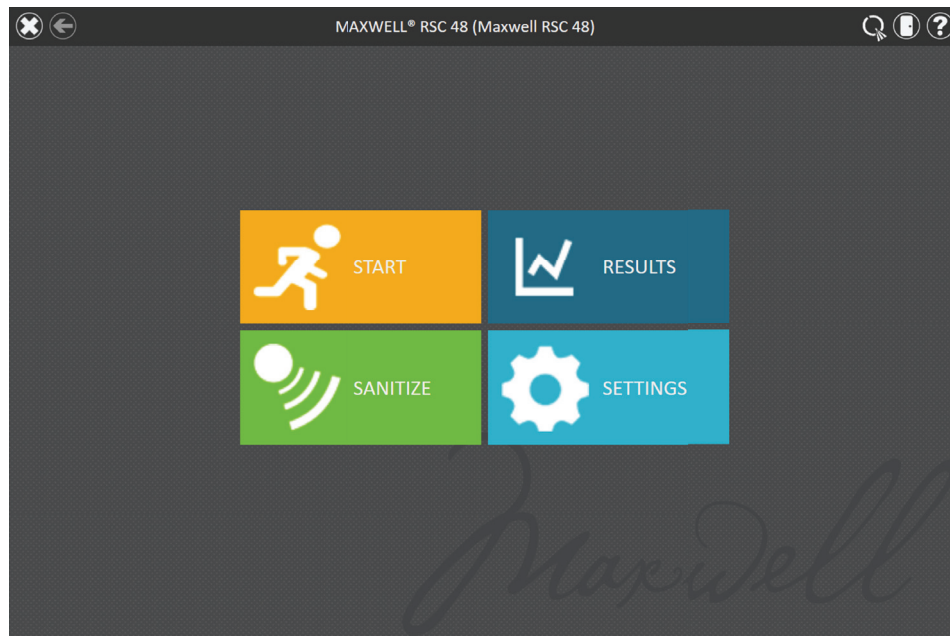 MAXWELL® RSC 48 (Maxwell RSC 48)
?
START
RESULTS
SANITIZE
SETTINGS
Maxwell